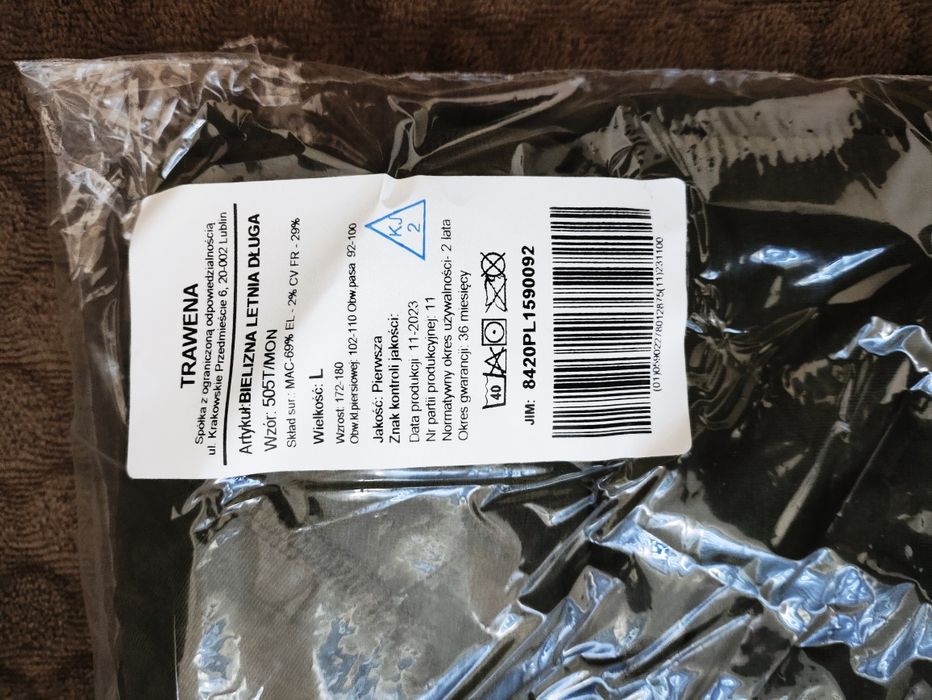 TRAWENA
Spółka z ograniczoną odpowiedzialnością
ul. Krakowskie Przedmieście 6, 20-002 Lublin
Artykuł: BIELIZNA LETNIA DŁUGA
Wzór: 505T/MON
Skład sur.: MAC-69% EL - 2% CV FR - 29%
Wielkość: L
Wzrost: 172-180
Obw.kl.piersiowej: 102-110 Obw.pasa 92-100
Jakość: Pierwsza
Znak kontroli jakości:
KJ
2
Data produkcji 11-2023
Nr partii produkcyjnej: 11
Normatywny okres używalności- 2 lata
Okres gwarancji: 36 miesięcy
40
JIM: 8420PL1590092